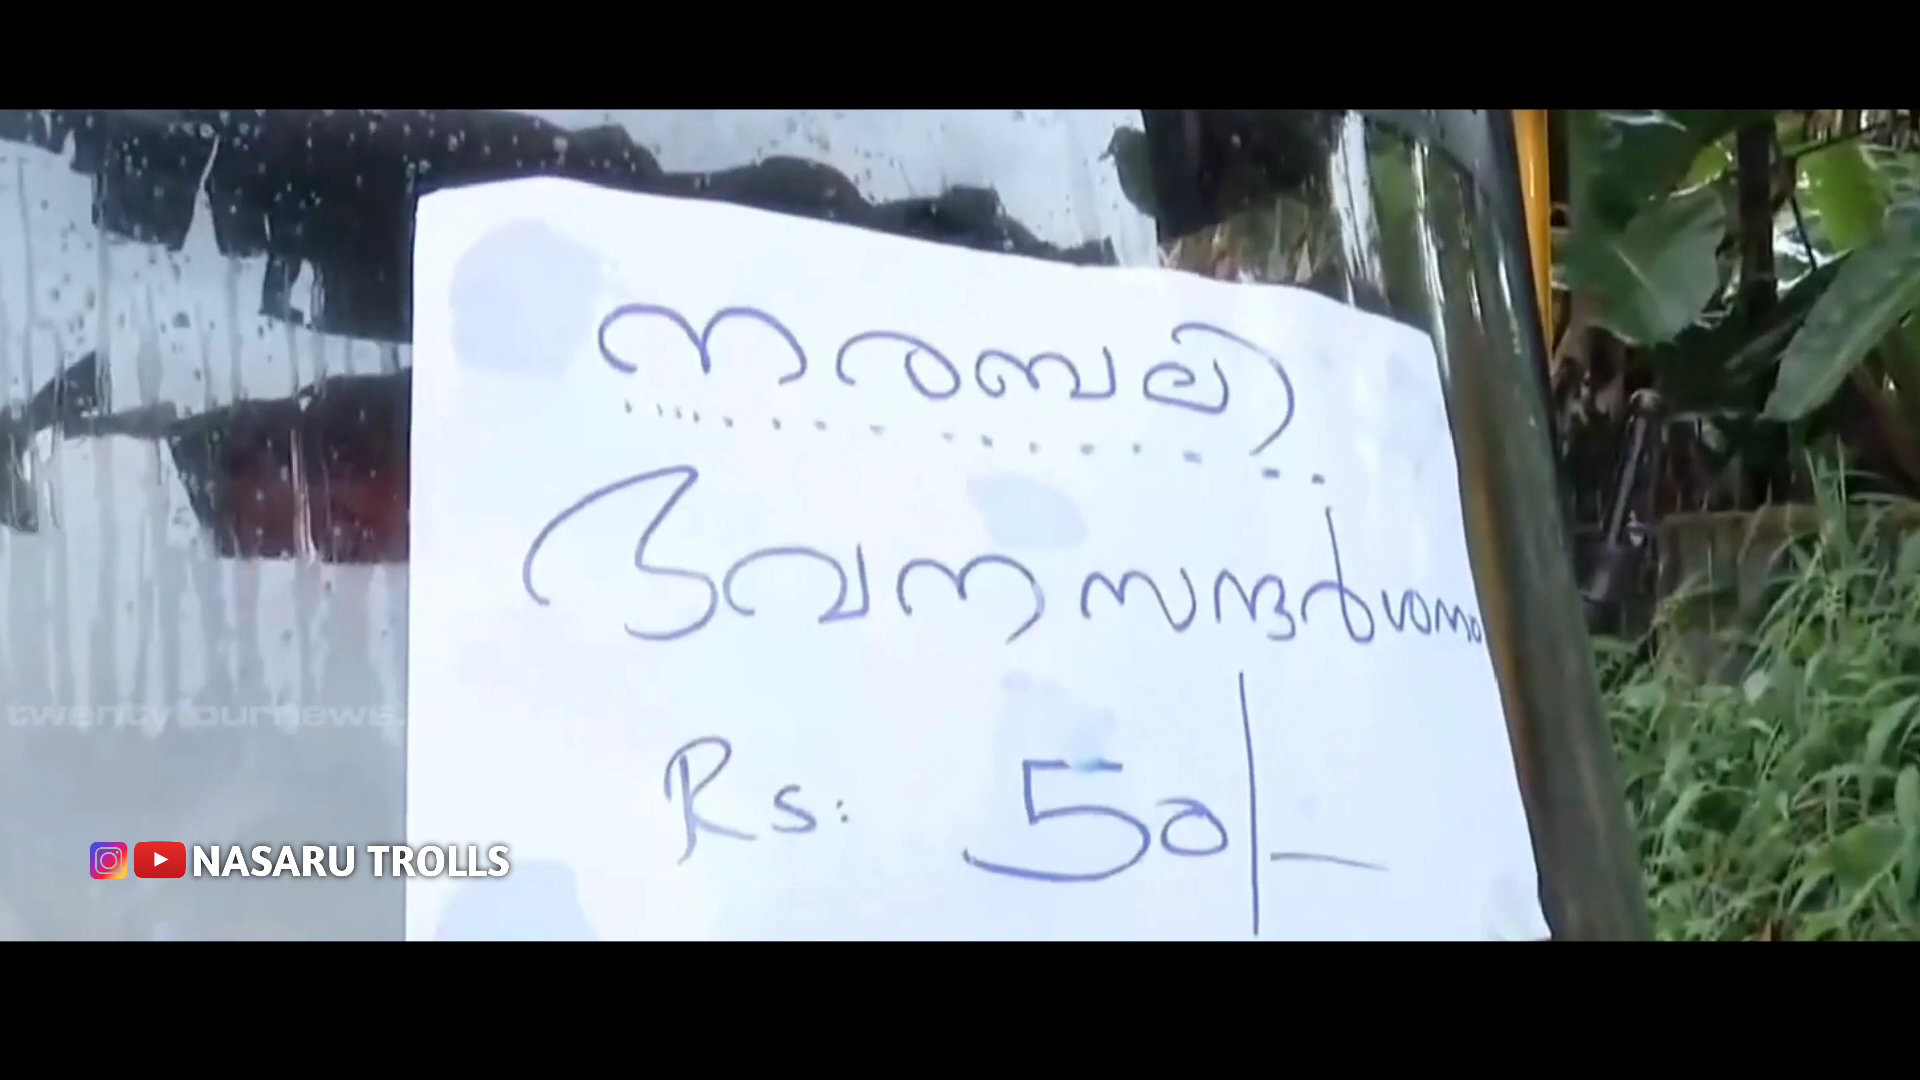 നരബലി
ഭവന സന്ദർശനം
Rs: 50/-
twentyfournews.
NASARU TROLLS